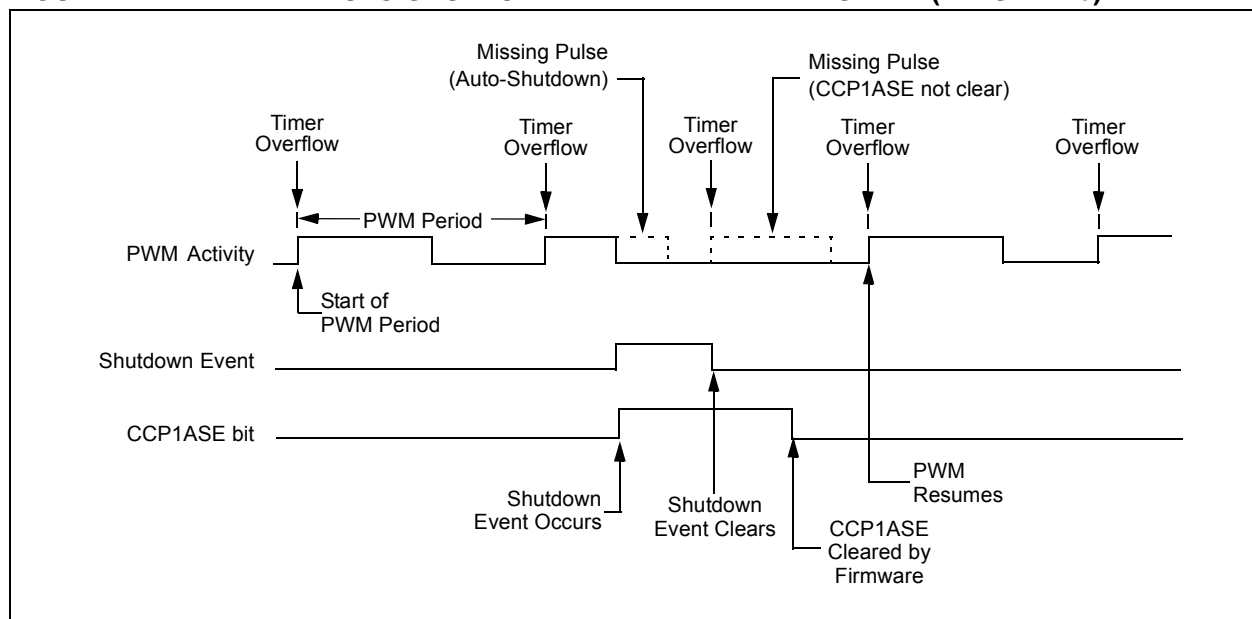 Missing Pulse
(Auto-Shutdown)
Missing Pulse
(CCP1ASE not clear)
Timer
Overflow
Timer
Overflow
Timer
Overflow
Timer
Overflow
Timer
Overflow
PWM Period
PWM Activity
Start of
PWM Period
Shutdown Event
CCP1ASE bit
Shutdown
Event Occurs
Shutdown
Event Clears
CCP1ASE
Cleared by
Firmware
PWM
Resumes